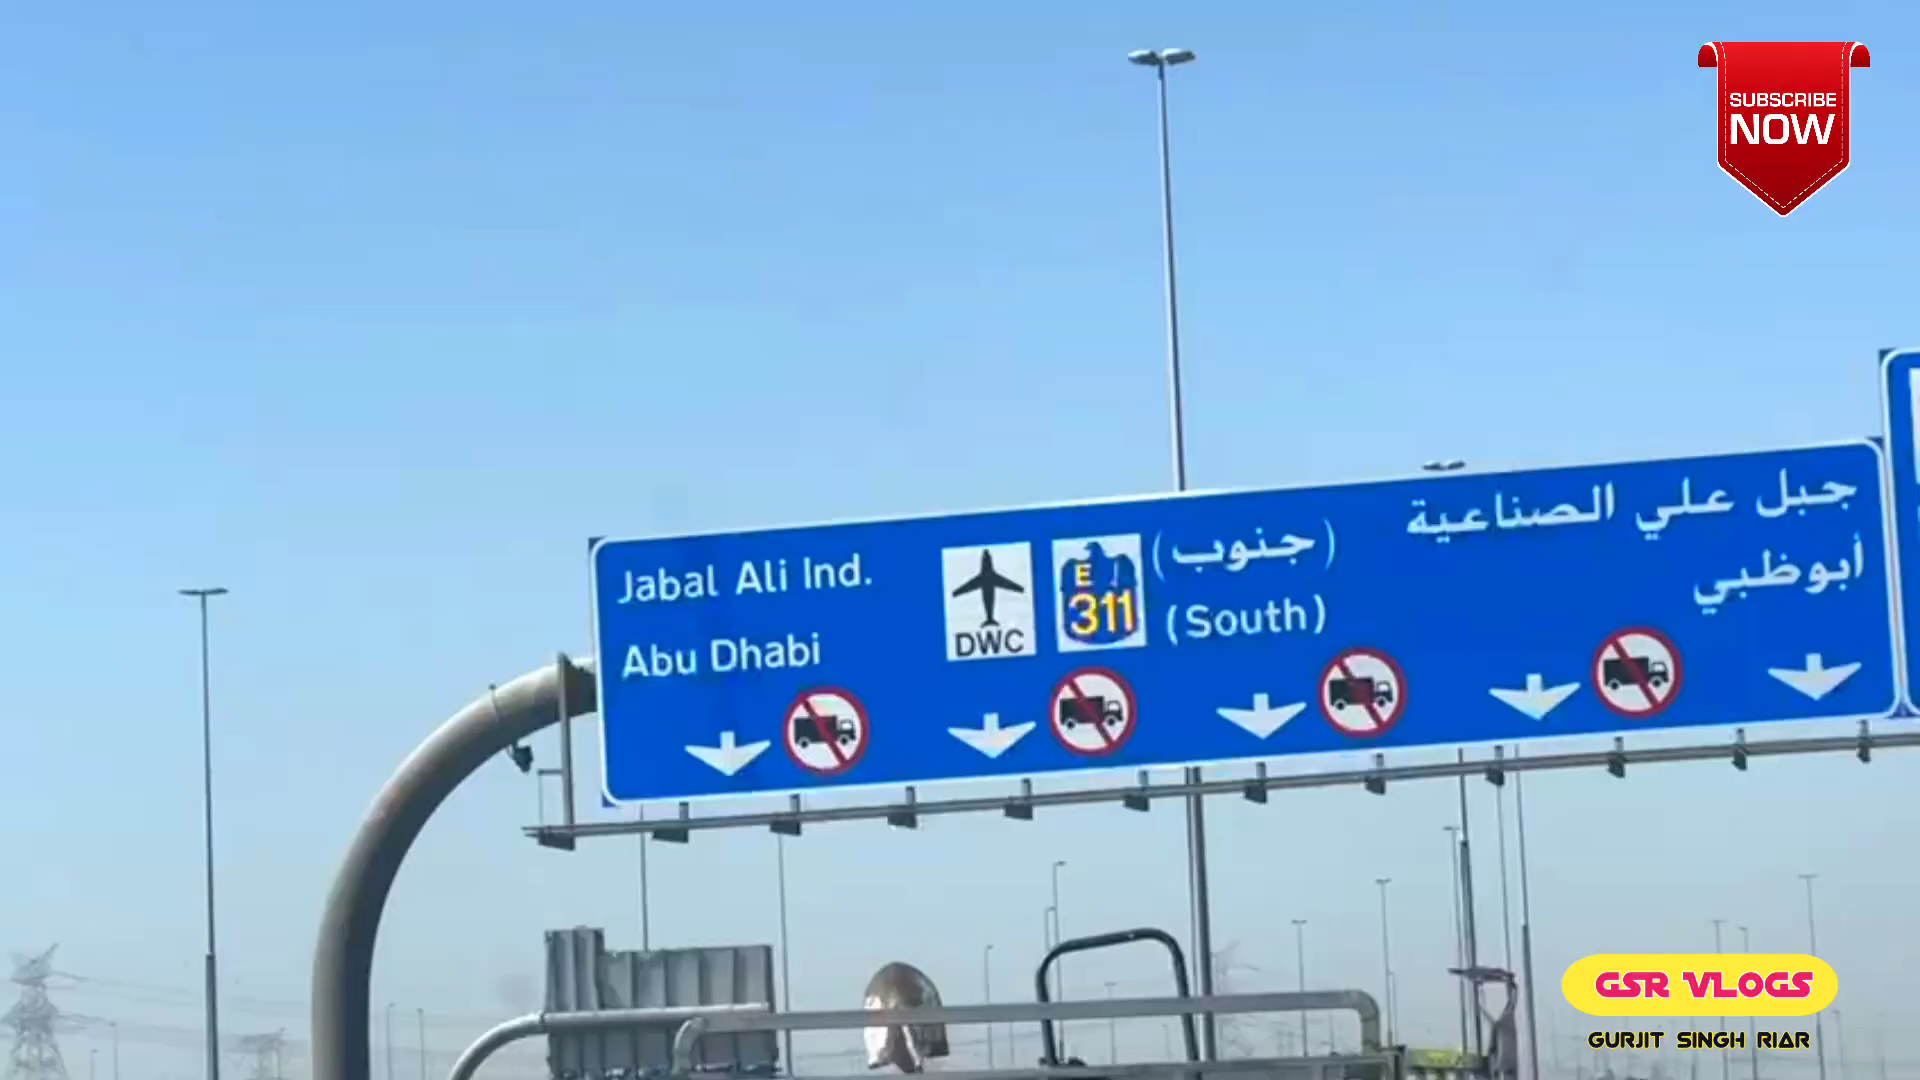 SUBSCRIBE
NOW
Jabal Ali Ind.
Abu Dhabi
DWC
E
311
(جنوب)
(South)
جبل علي الصناعية
أبوظبي
GSR VLOGS
GURJIT SINGH RIAR